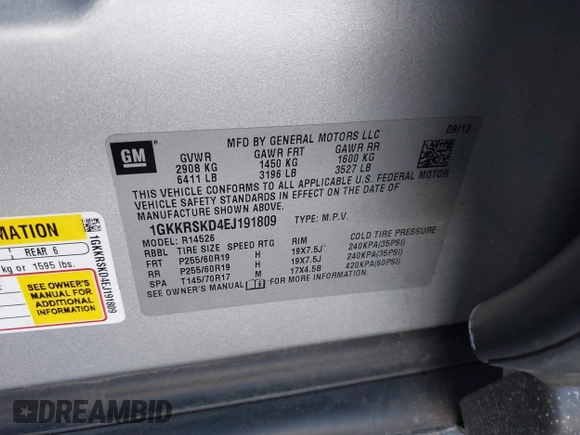 MFD BY GENERAL MOTORS LLC 09/13
GM
GVWR GAWR FRT GAWR RR
2908 KG 1450 KG 1600 KG
6411 LB 3196 LB 3527 LB
THIS VEHICLE CONFORMS TO ALL APPLICABLE U.S. FEDERAL MOTOR
VEHICLE SAFETY STANDARDS IN EFFECT ON THE DATE OF
MANUFACTURE SHOWN ABOVE.
1GKKRSKD4EJ191809 TYPE: M.P.V.
MODEL: R14526
RBBL TIRE SIZE SPEED RTG RIM COLD TIRE PRESSURE
FRT P255/60R19 H 19X7.5J 240KPA(35PSI)
RR P255/60R19 H 19X7.5J 240KPA(35PSI)
SPA T145/70R17 M 17X4.5B 420KPA(60PSI)
SEE OWNER'S MANUAL FOR MORE INFORMATION.
MATION
REAR 6
kg or 1595 lbs.
SEE OWNER'S
MANUAL FOR
ADDITIONAL
INFORMATION
1GKKRSKD4EJ191809
DREAMBID